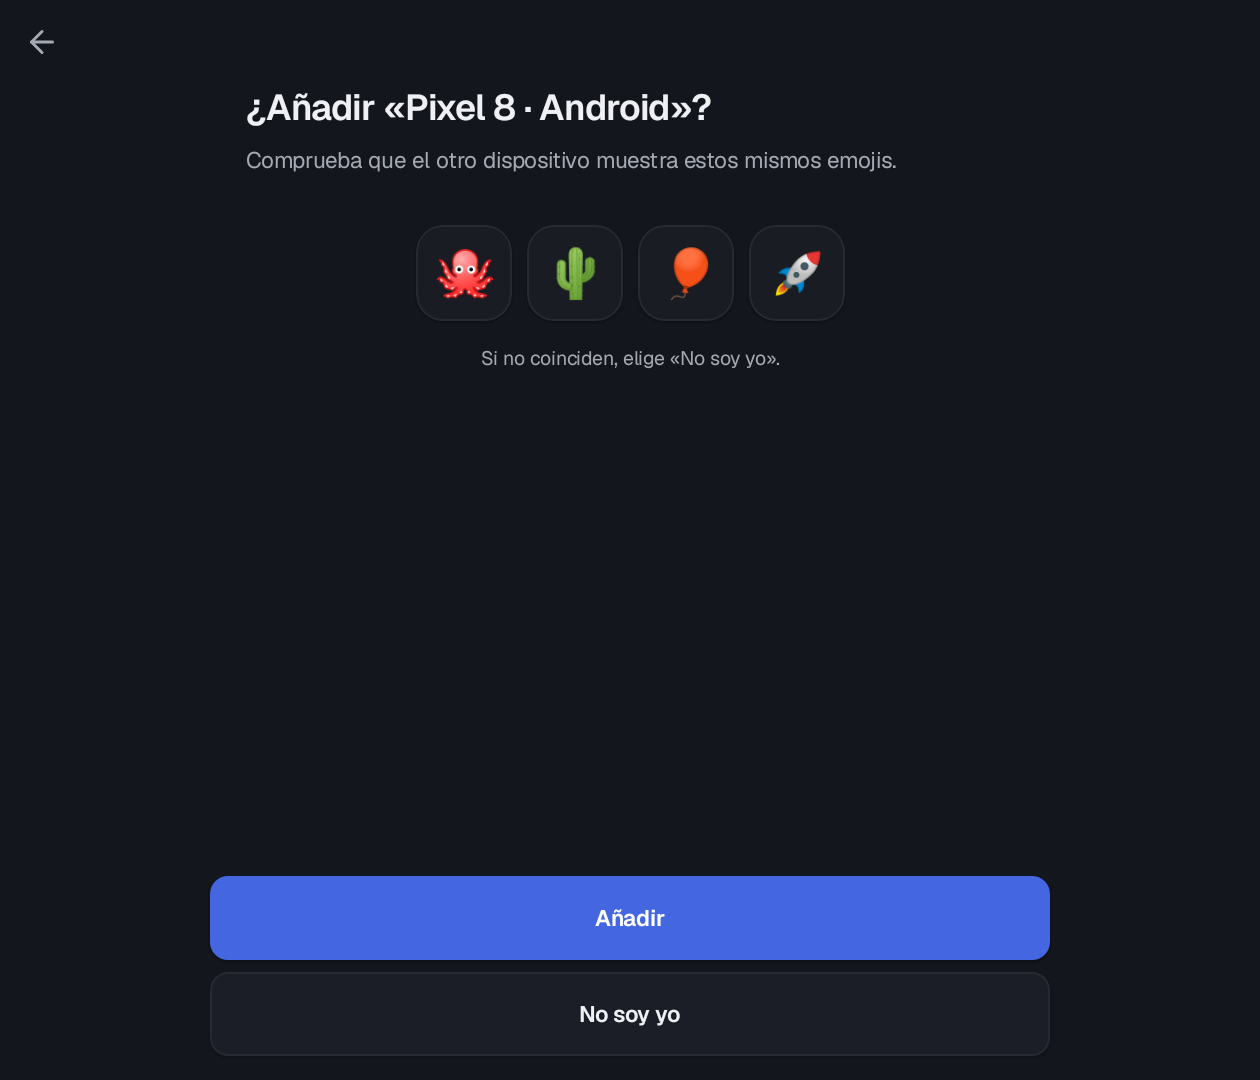 ¿Añadir «Pixel 8 · Android»?
Comprueba que el otro dispositivo muestra estos mismos emojis.
Si no coinciden, elige «No soy yo».
Añadir
No soy yo